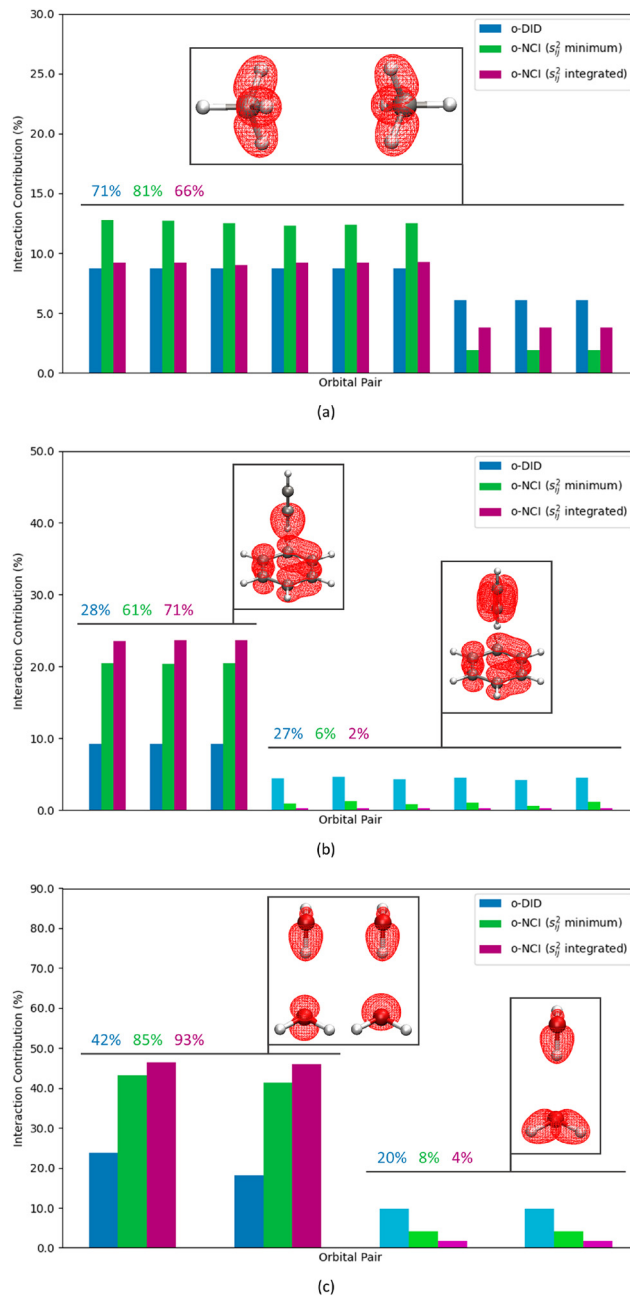 30.0
25.0
20.0
15.0
10.0
5.0
0.0
Interaction Contribution (%)
o-DID
o-NCI (s²ᵢⱼ minimum)
o-NCI (s²ᵢⱼ integrated)
71% 81% 66%
Orbital Pair
(a)
50.0
40.0
30.0
20.0
10.0
0.0
Interaction Contribution (%)
o-DID
o-NCI (s²ᵢⱼ minimum)
o-NCI (s²ᵢⱼ integrated)
28% 61% 71%
27% 6% 2%
Orbital Pair
(b)
90.0
80.0
70.0
60.0
50.0
40.0
30.0
20.0
10.0
0.0
Interaction Contribution (%)
o-DID
o-NCI (s²ᵢⱼ minimum)
o-NCI (s²ᵢⱼ integrated)
42% 85% 93%
20% 8% 4%
Orbital Pair
(c)